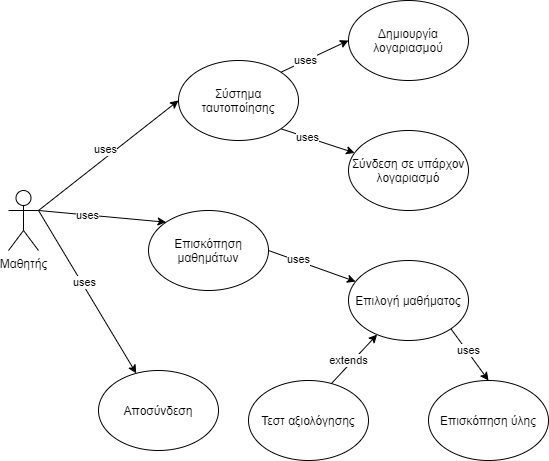 Δημιουργία
λογαριασμού
uses
Σύστημα
ταυτοποίησης
uses
Σύνδεση σε υπάρχον
λογαριασμό
uses
Μαθητής
uses
Επισκόπηση
μαθημάτων
uses
Επιλογή μαθήματος
uses
extends
uses
Αποσύνδεση
Τεστ αξιολόγησης
Επισκόπηση ύλης